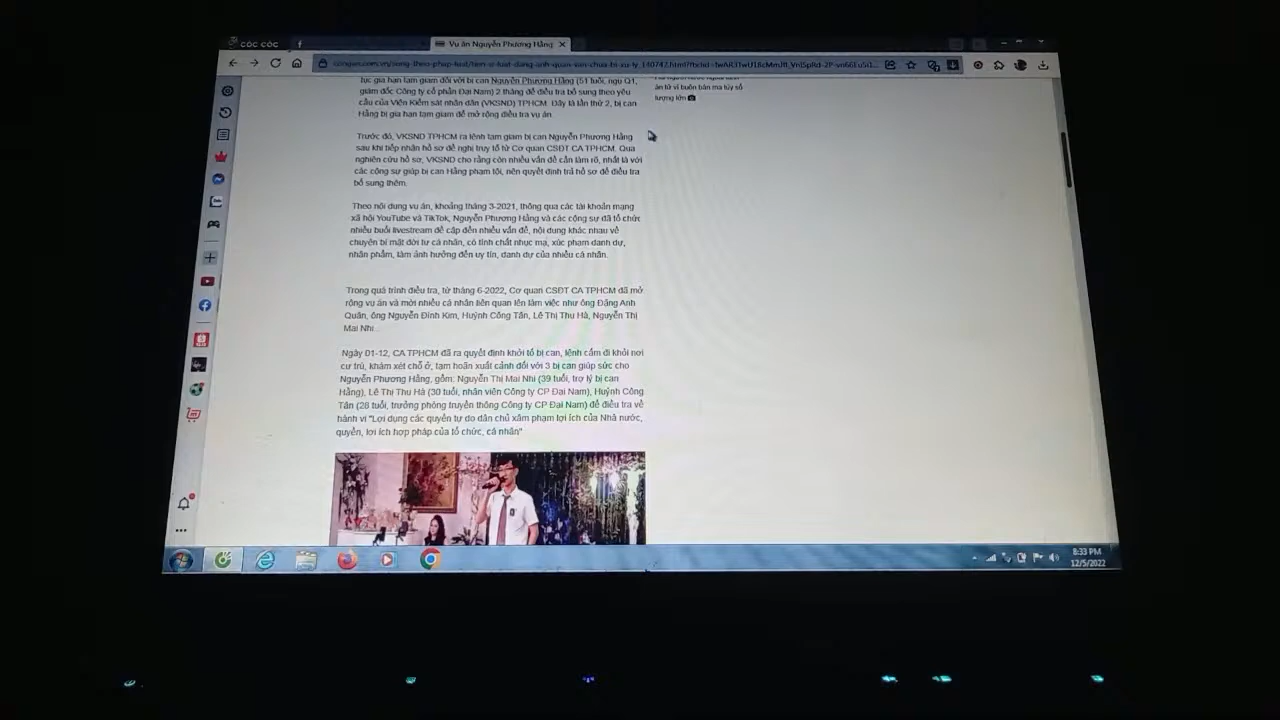 cốc cốc
Vụ án Nguyễn Phương Hằng
tục gia hạn tạm giam đối với bị can Nguyễn Phương Hằng (51 tuổi, ngụ Q1,
giám đốc Công ty cổ phần Đại Nam) 2 tháng để điều tra bổ sung theo yêu
cầu của Viện Kiểm sát nhân dân (VKSND) TPHCM. Đây là lần thứ 2, bị can
Hằng bị gia hạn tạm giam để mở rộng điều tra vụ án.
án tử vì buôn bán ma túy số
lượng lớn
Trước đó, VKSND TPHCM ra lệnh tạm giam bị can Nguyễn Phương Hằng
sau khi tiếp nhận hồ sơ đề nghị truy tố từ Cơ quan CSĐT CA TPHCM. Qua
nghiên cứu hồ sơ, VKSND cho rằng còn nhiều vấn đề cần làm rõ, nhất là với
các cộng sự giúp bị can Hằng phạm tội, nên quyết định trả hồ sơ để điều tra
bổ sung thêm.
Theo nội dung vụ án, khoảng tháng 3-2021, thông qua các tài khoản mạng
xã hội YouTube và TikTok, Nguyễn Phương Hằng và các cộng sự đã tổ chức
nhiều buổi livestream đề cập đến nhiều vấn đề, nội dung khác nhau về
chuyện bí mật đời tư cá nhân, có tính chất nhục mạ, xúc phạm danh dự,
nhân phẩm, làm ảnh hưởng đến uy tín, danh dự của nhiều cá nhân.
Trong quá trình điều tra, từ tháng 6-2022, Cơ quan CSĐT CA TPHCM đã mở
rộng vụ án và mời nhiều cá nhân liên quan lên làm việc như ông Đặng Anh
Quân, ông Nguyễn Đình Kim, Huỳnh Công Tân, Lê Thị Thu Hà, Nguyễn Thị
Mai Nhi...
Ngày 01-12, CA TPHCM đã ra quyết định khởi tố bị can, lệnh cấm đi khỏi nơi
cư trú, khám xét chỗ ở, tạm hoãn xuất cảnh đối với 3 bị can giúp sức cho
Nguyễn Phương Hằng, gồm: Nguyễn Thị Mai Nhi (39 tuổi, trợ lý bị can
Hằng), Lê Thị Thu Hà (30 tuổi, nhân viên Công ty CP Đại Nam), Huỳnh Công
Tân (28 tuổi, trưởng phòng truyền thông Công ty CP Đại Nam) để điều tra về
hành vi "Lợi dụng các quyền tự do dân chủ xâm phạm lợi ích của Nhà nước,
quyền, lợi ích hợp pháp của tổ chức, cá nhân"
8:33 PM
12/5/2022